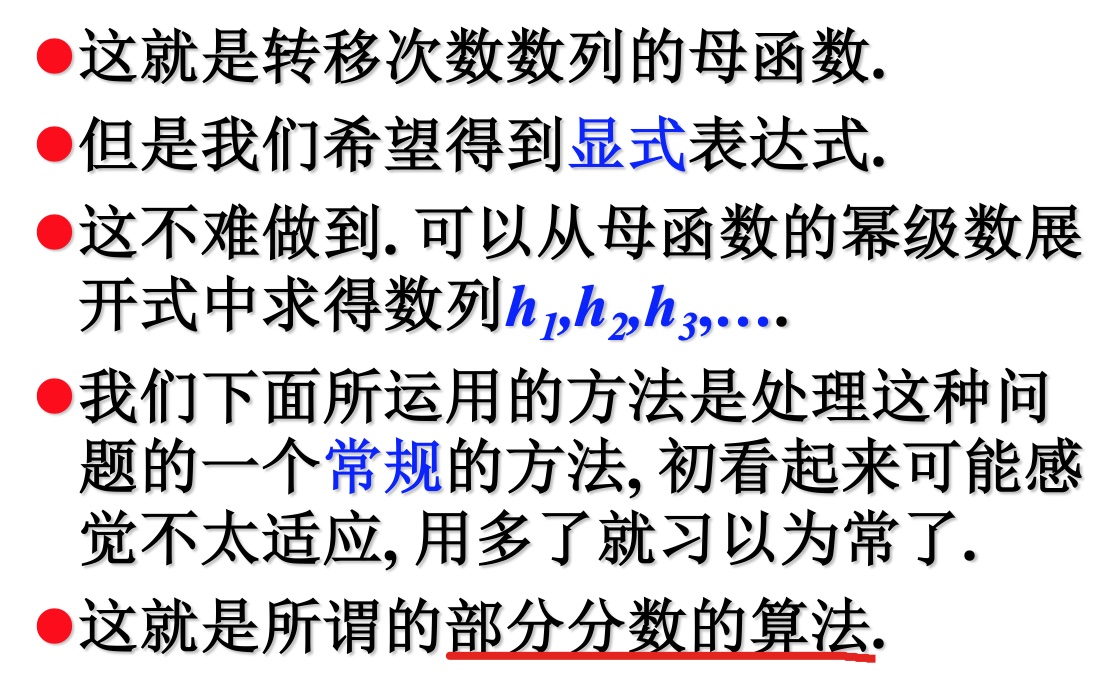 ●这就是转移次数数列的母函数.
●但是我们希望得到显式表达式.
●这不难做到. 可以从母函数的幂级数展
开式中求得数列h1,h2,h3,….
●我们下面所运用的方法是处理这种问
题的一个常规的方法, 初看起来可能感
觉不太适应, 用多了就习以为常了.
●这就是所谓的部分分数的算法.